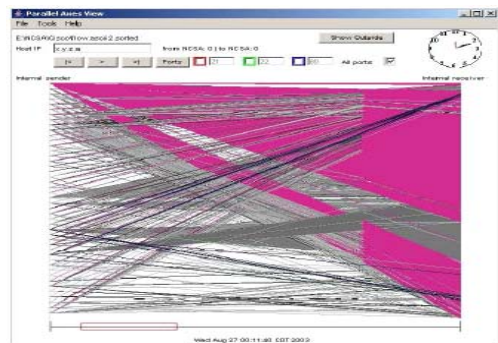 Parallel Axes View
File Tools Help
Show Outside
Host IP x.y.z.w from NCSA: 0 | to NCSA: 0
|< > >| Ports 21 22 80 All ports
Internal sender Internal receiver
Wed Aug 27 00:11:40 CDT 2003